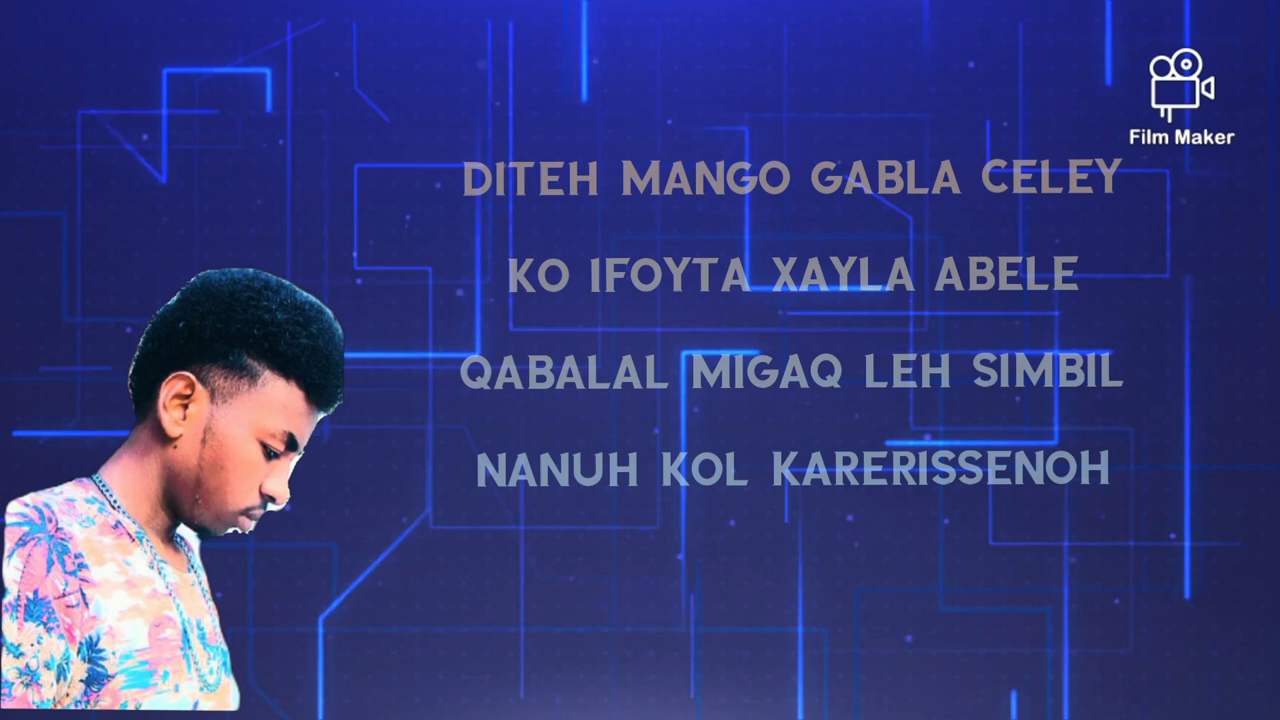 Film Maker
DITEH MANGO GABLA CELEY
KO IFOYTA XAYLA ABELE
QABALAL MIGAQ LEH SIMBIL
NANUH KOL KARERISSENOH